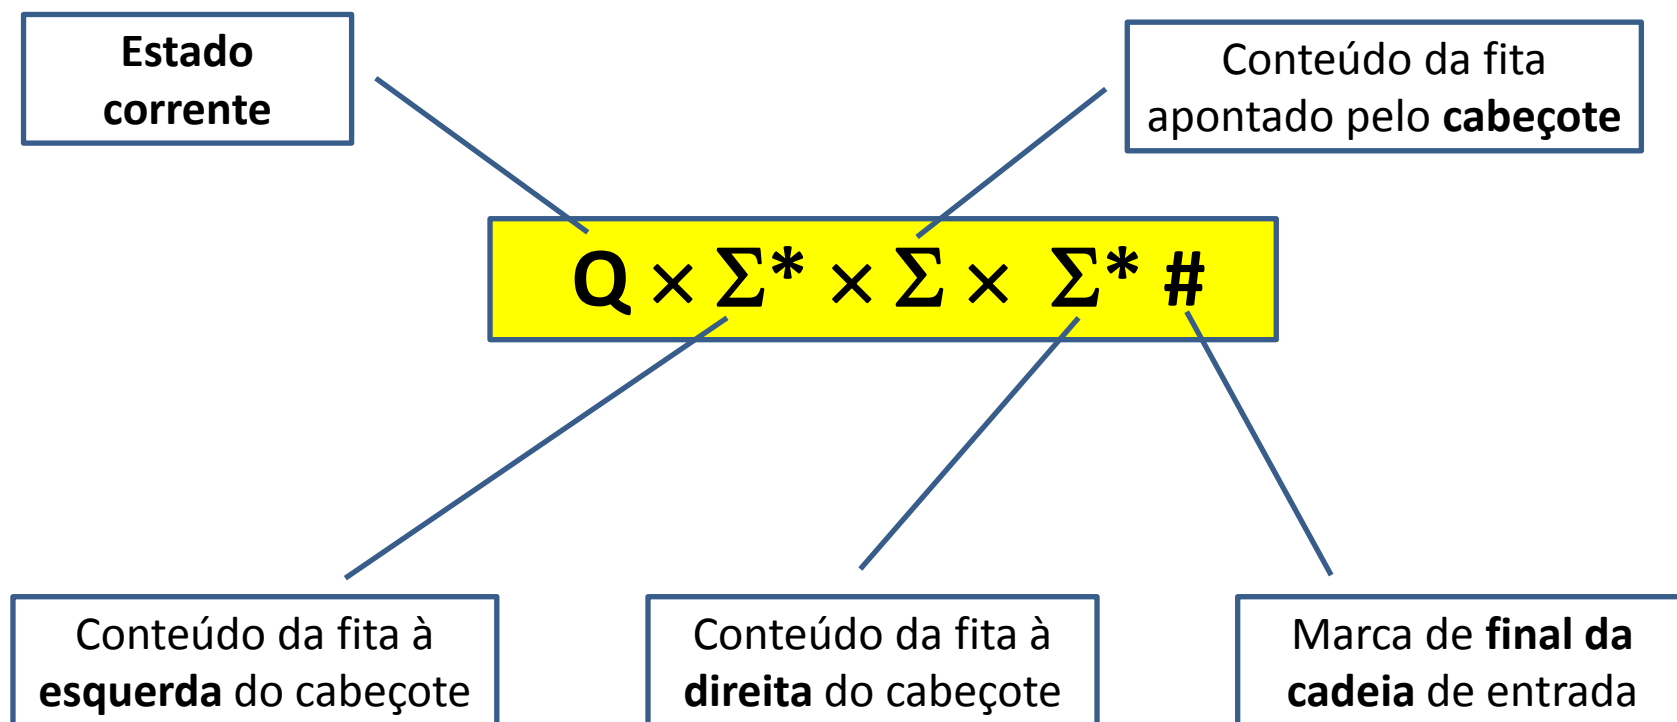 Estado
corrente
Conteúdo da fita
apontado pelo cabeçote
Q × Σ* × Σ × Σ* #
Conteúdo da fita à
esquerda do cabeçote
Conteúdo da fita à
direita do cabeçote
Marca de final da
cadeia de entrada